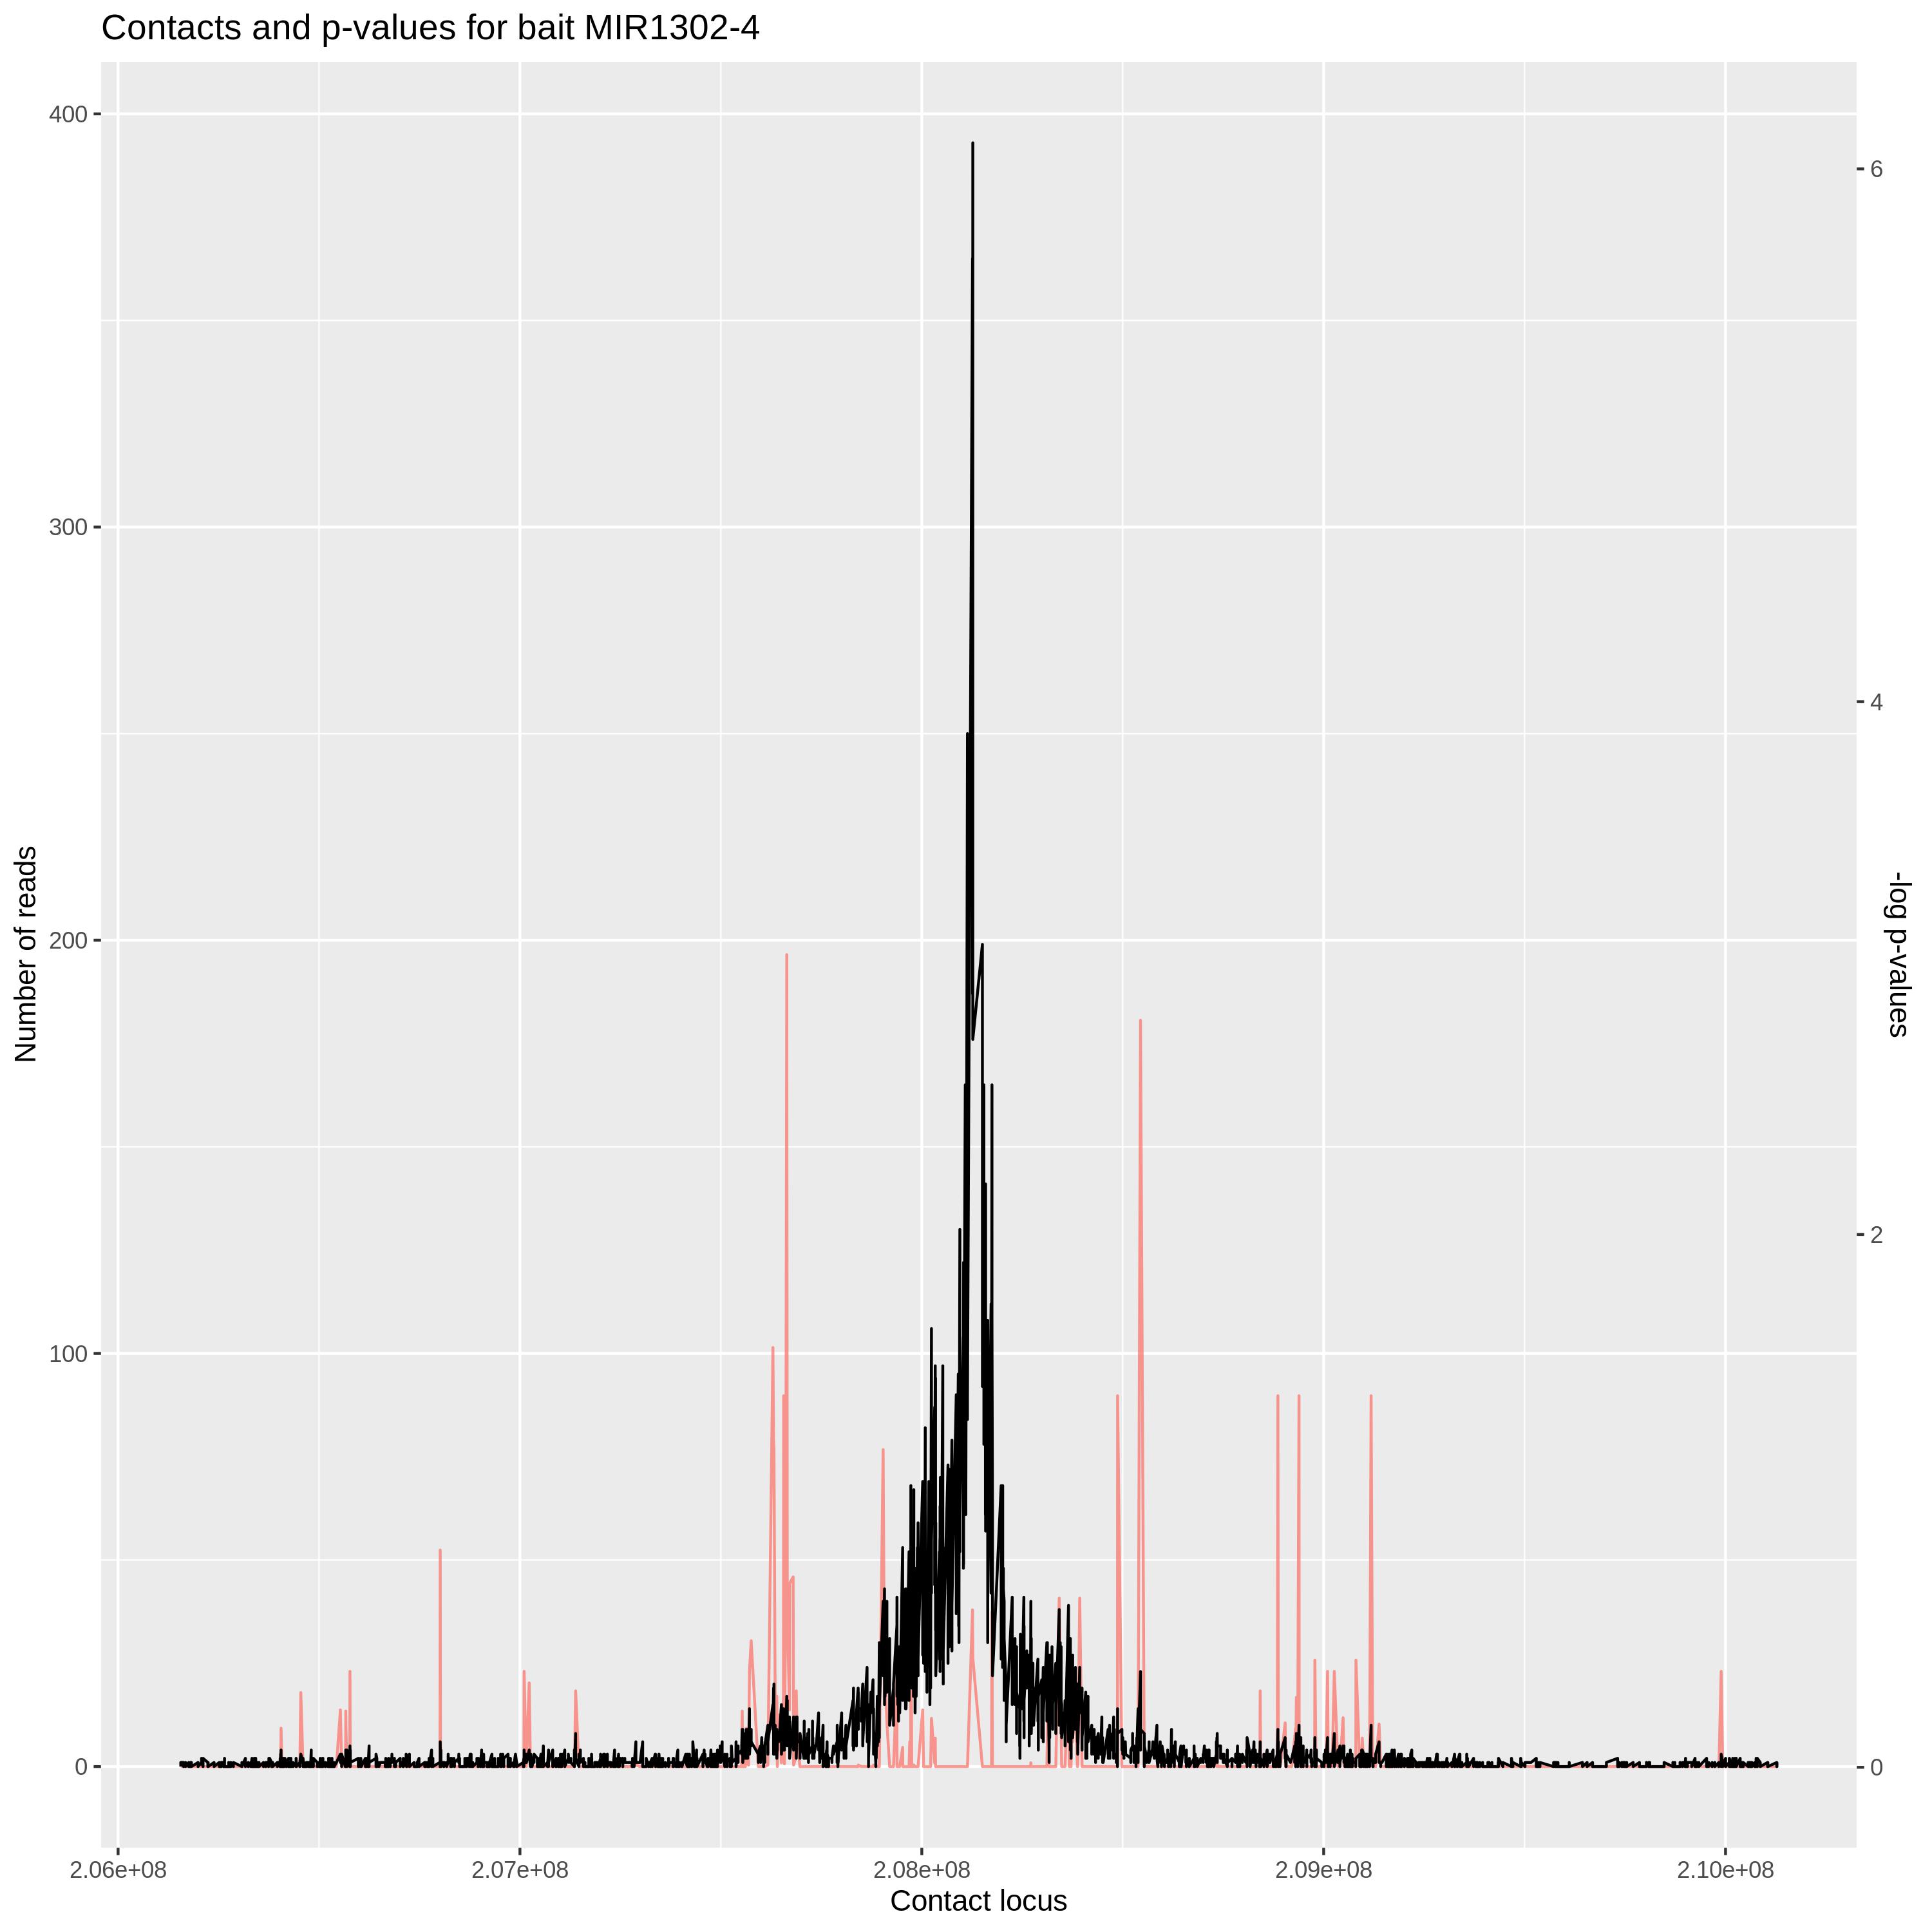 Contacts and p-values for bait MIR1302-4
400
300
200
100
0
Number of reads
6
4
2
0
-log p-values
2.06e+08
2.07e+08
2.08e+08
2.09e+08
2.10e+08
Contact locus